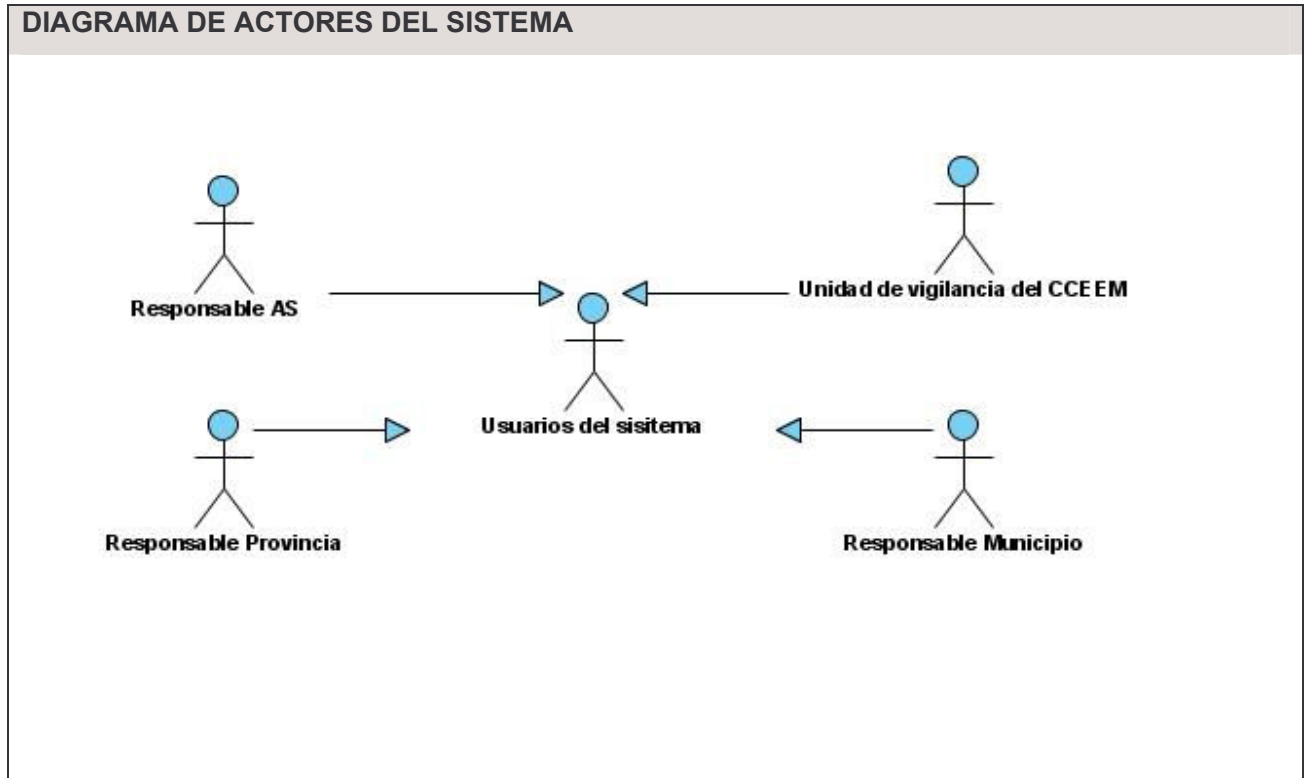 DIAGRAMA DE ACTORES DEL SISTEMA
Responsable AS
Unidad de vigilancia del CCEEM
Usuarios del sisitema
Responsable Provincia
Responsable Municipio